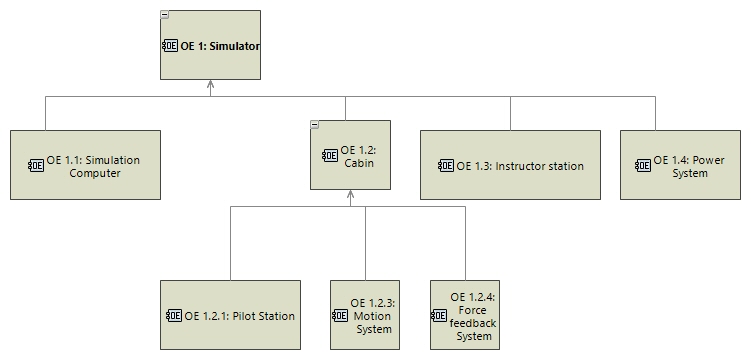 OE OE 1: Simulator
OE OE 1.1: Simulation
Computer
OE OE 1.2:
Cabin
OE OE 1.3: Instructor station
OE OE 1.4: Power
System
OE OE 1.2.1: Pilot Station
OE OE 1.2.3:
Motion
System
OE OE 1.2.4:
Force
feedback
System